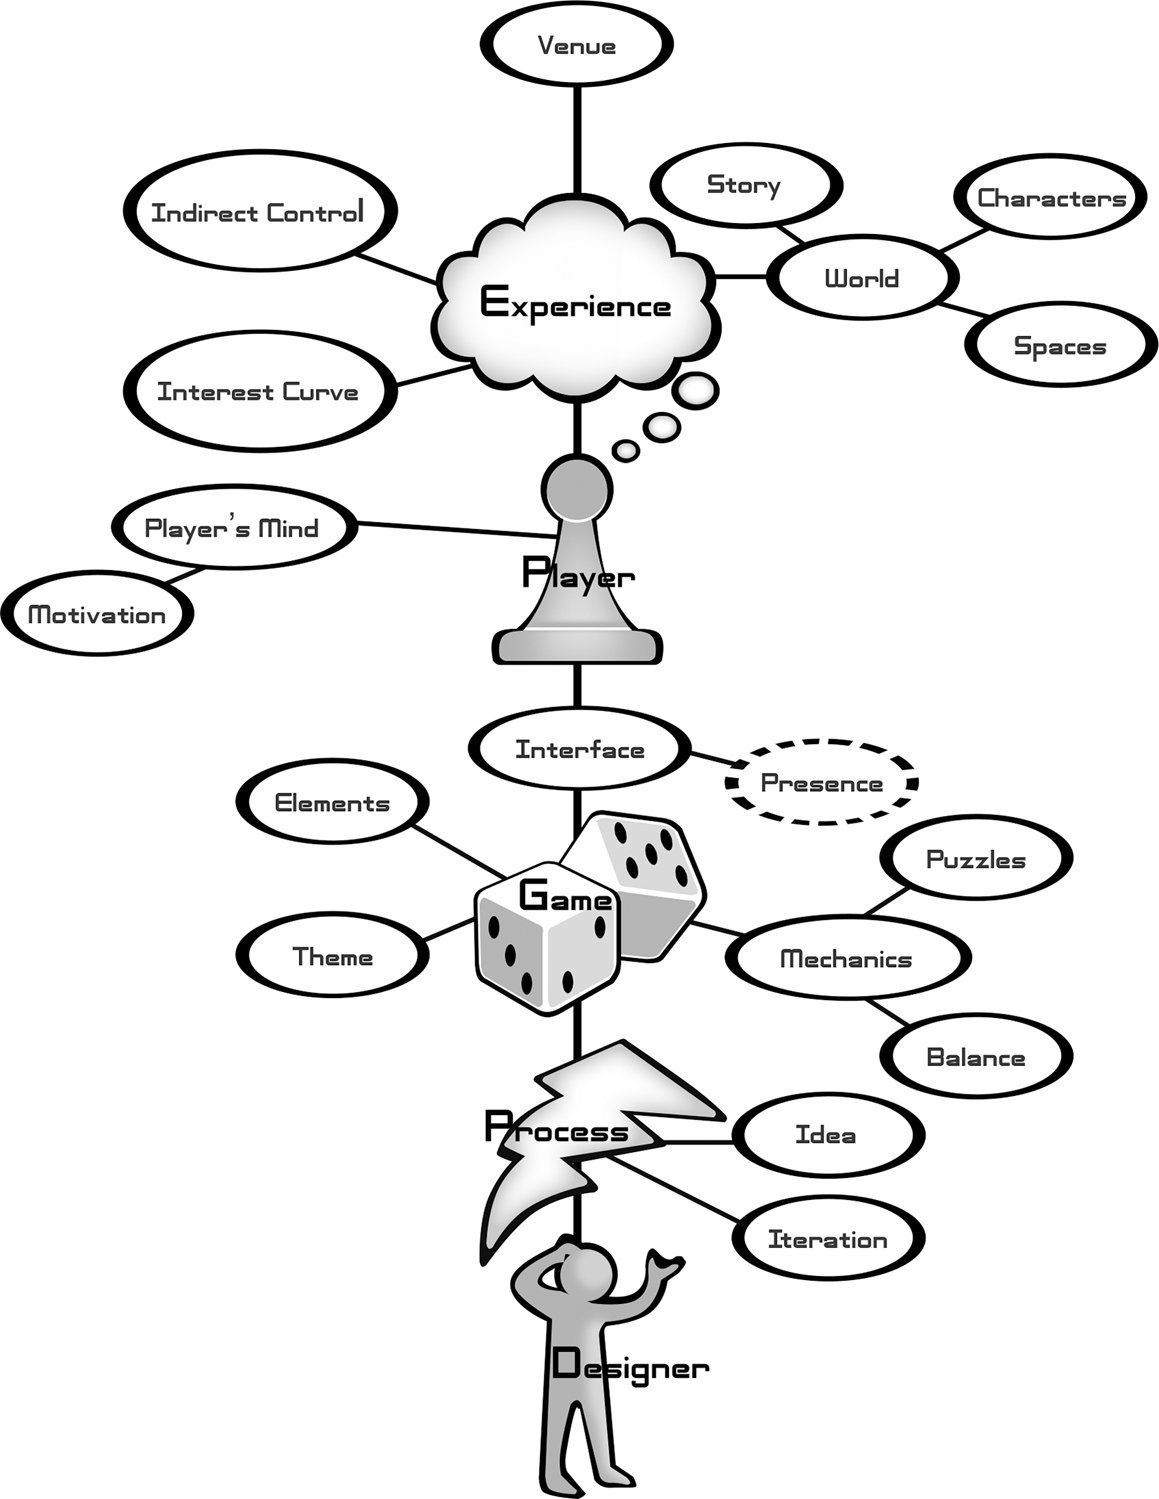 Venue
Story
Characters
Indirect Control
World
Experience
Spaces
Interest Curve
Player's Mind
Player
Motivation
Interface
Presence
Elements
Puzzles
Game
Theme
Mechanics
Balance
Process
Idea
Iteration
Designer